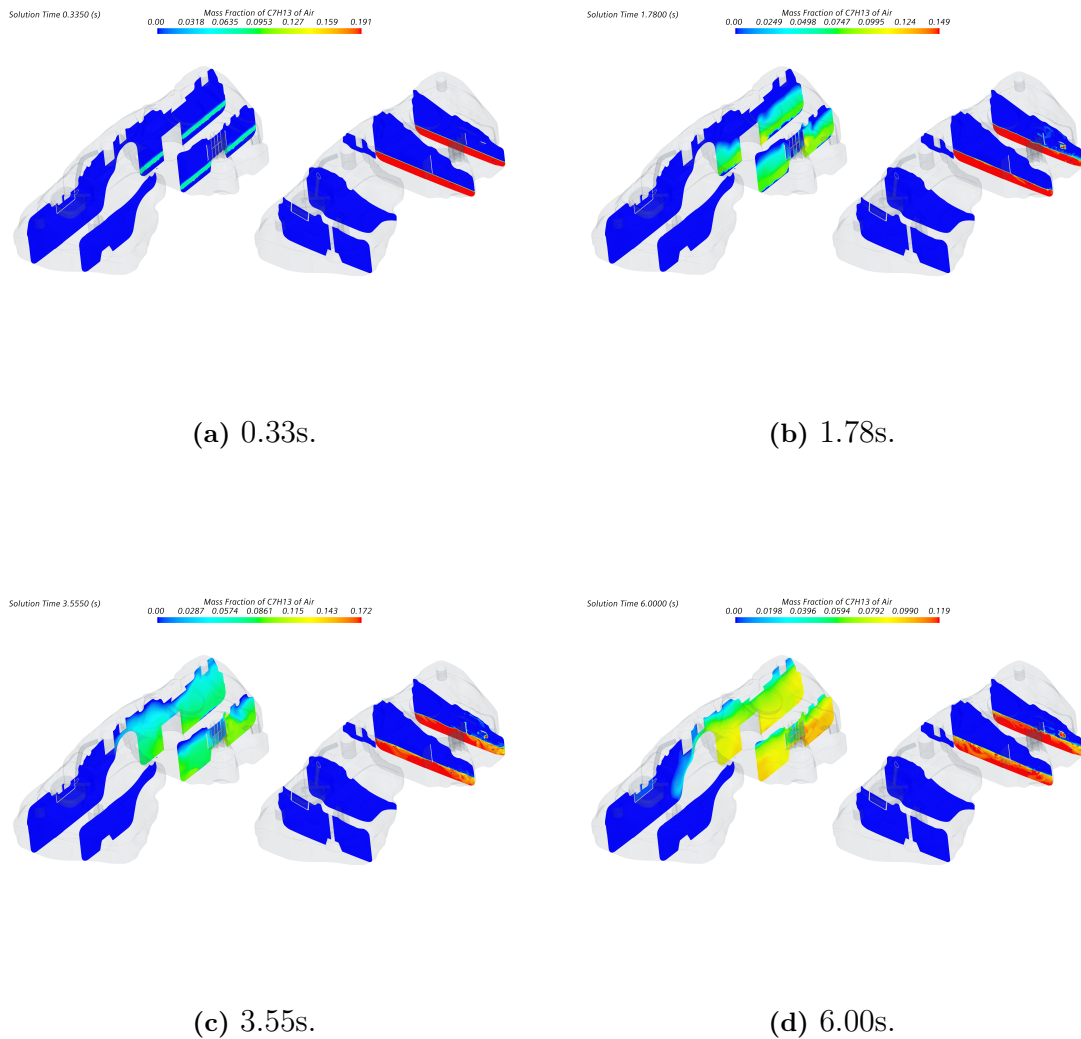 Solution Time 0.3350 (s)
Mass Fraction of C7H13 of Air
0.00 0.0318 0.0635 0.0953 0.127 0.159 0.191
Solution Time 1.7800 (s)
Mass Fraction of C7H13 of Air
0.00 0.0249 0.0498 0.0747 0.0995 0.124 0.149
(a) 0.33s.
(b) 1.78s.
Solution Time 3.5550 (s)
Mass Fraction of C7H13 of Air
0.00 0.0287 0.0574 0.0861 0.115 0.143 0.172
Solution Time 6.0000 (s)
Mass Fraction of C7H13 of Air
0.00 0.0198 0.0396 0.0594 0.0792 0.0990 0.119
(c) 3.55s.
(d) 6.00s.